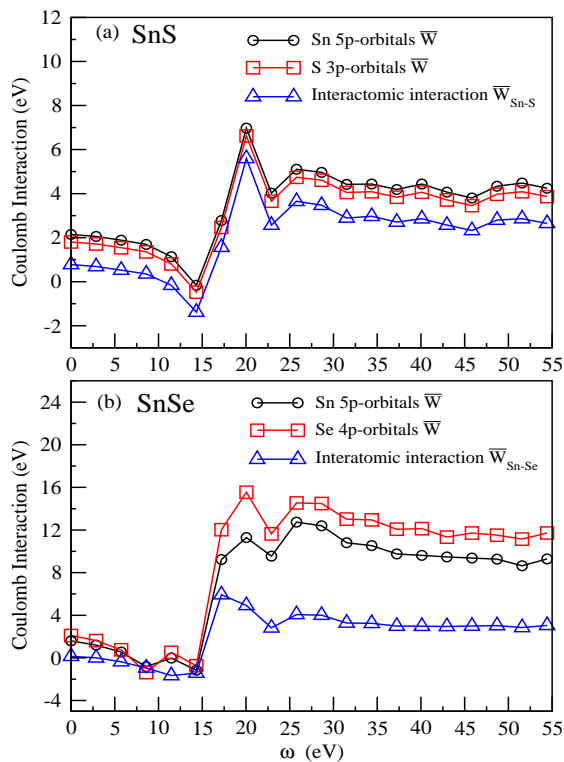 (a) SnS
Sn 5p-orbitals W̅
S 3p-orbitals W̅
Interactomic interaction W̅Sn-S
Coulomb Interaction (eV)
12
10
8
6
4
2
0
-2
0 5 10 15 20 25 30 35 40 45 50 55
(b) SnSe
Sn 5p-orbitals W̅
Se 4p-orbitals W̅
Interatomic interaction W̅Sn-Se
Coulomb Interaction (eV)
24
20
16
12
8
4
0
-4
0 5 10 15 20 25 30 35 40 45 50 55
ω (eV)